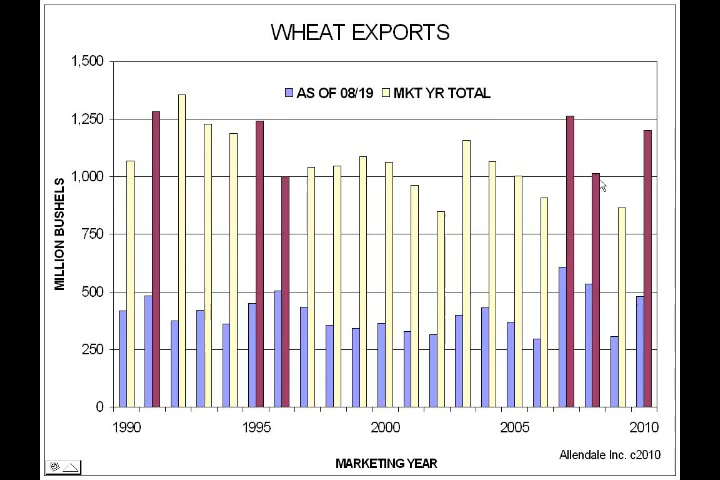 WHEAT EXPORTS
1,500
AS OF 08/19 MKT YR TOTAL
1,250
1,000
750
500
250
0
MILLION BUSHELS
1990 1995 2000 2005 2010
MARKETING YEAR
Allendale Inc. c2010